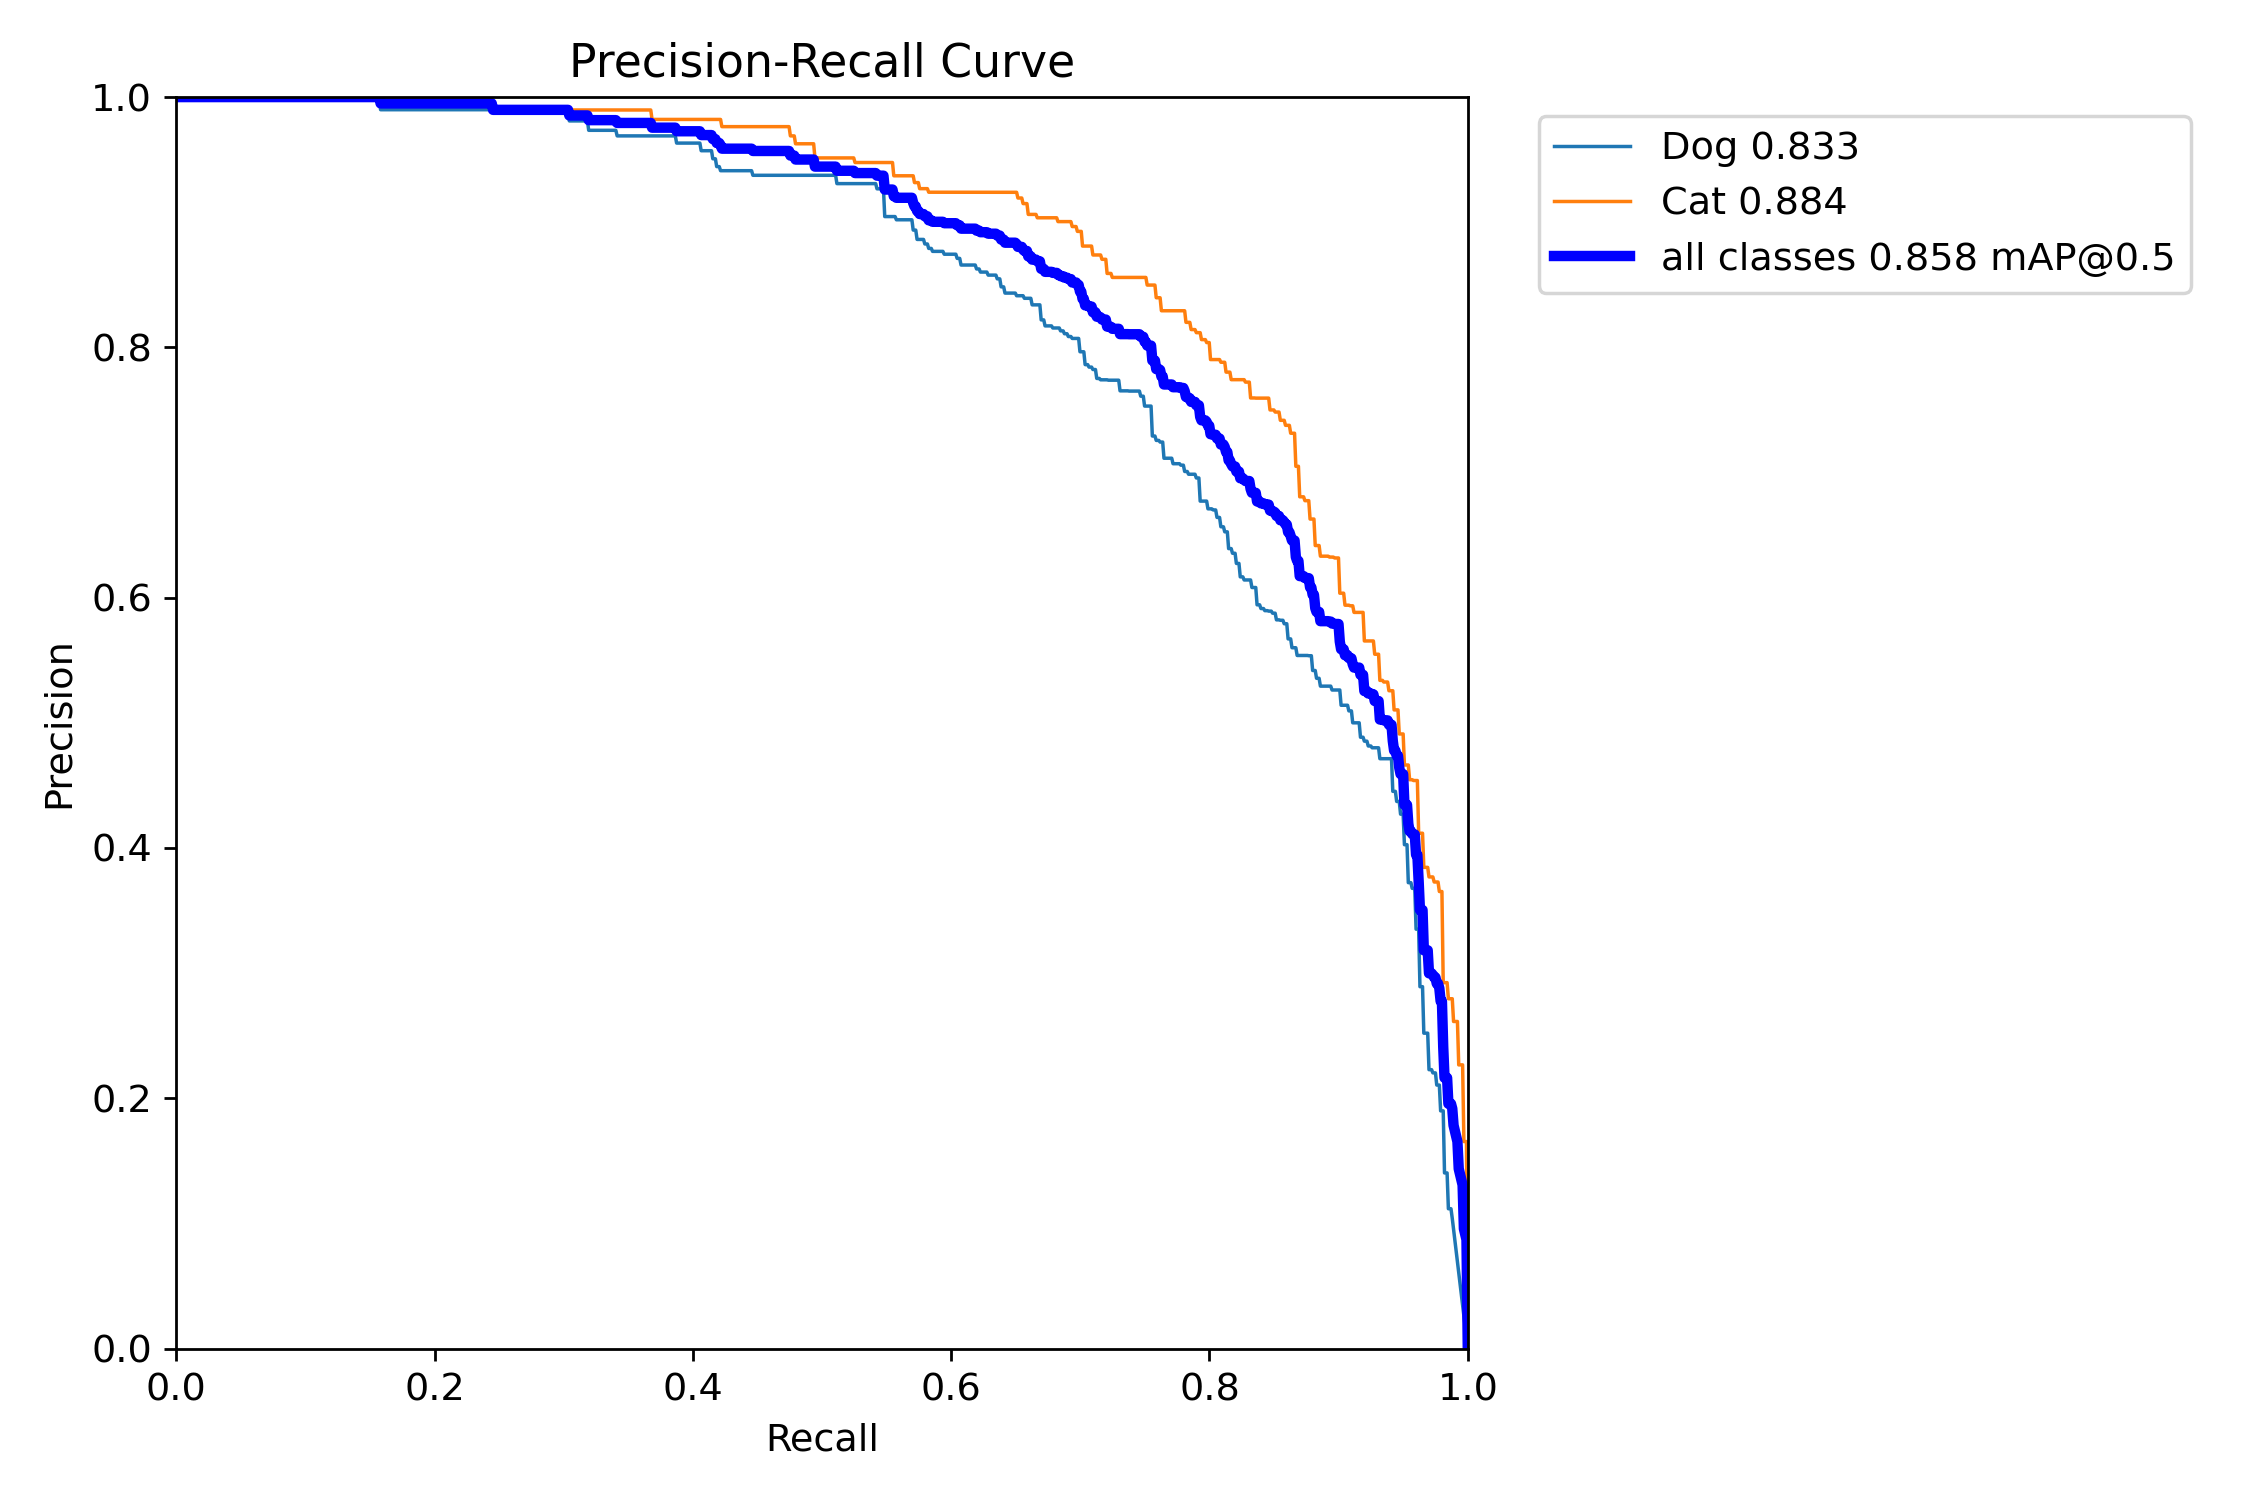 Precision-Recall Curve
1.0
0.8
0.6
0.4
0.2
0.0
Precision
0.0 0.2 0.4 0.6 0.8 1.0
Recall
Dog 0.833
Cat 0.884
all classes 0.858 mAP@0.5